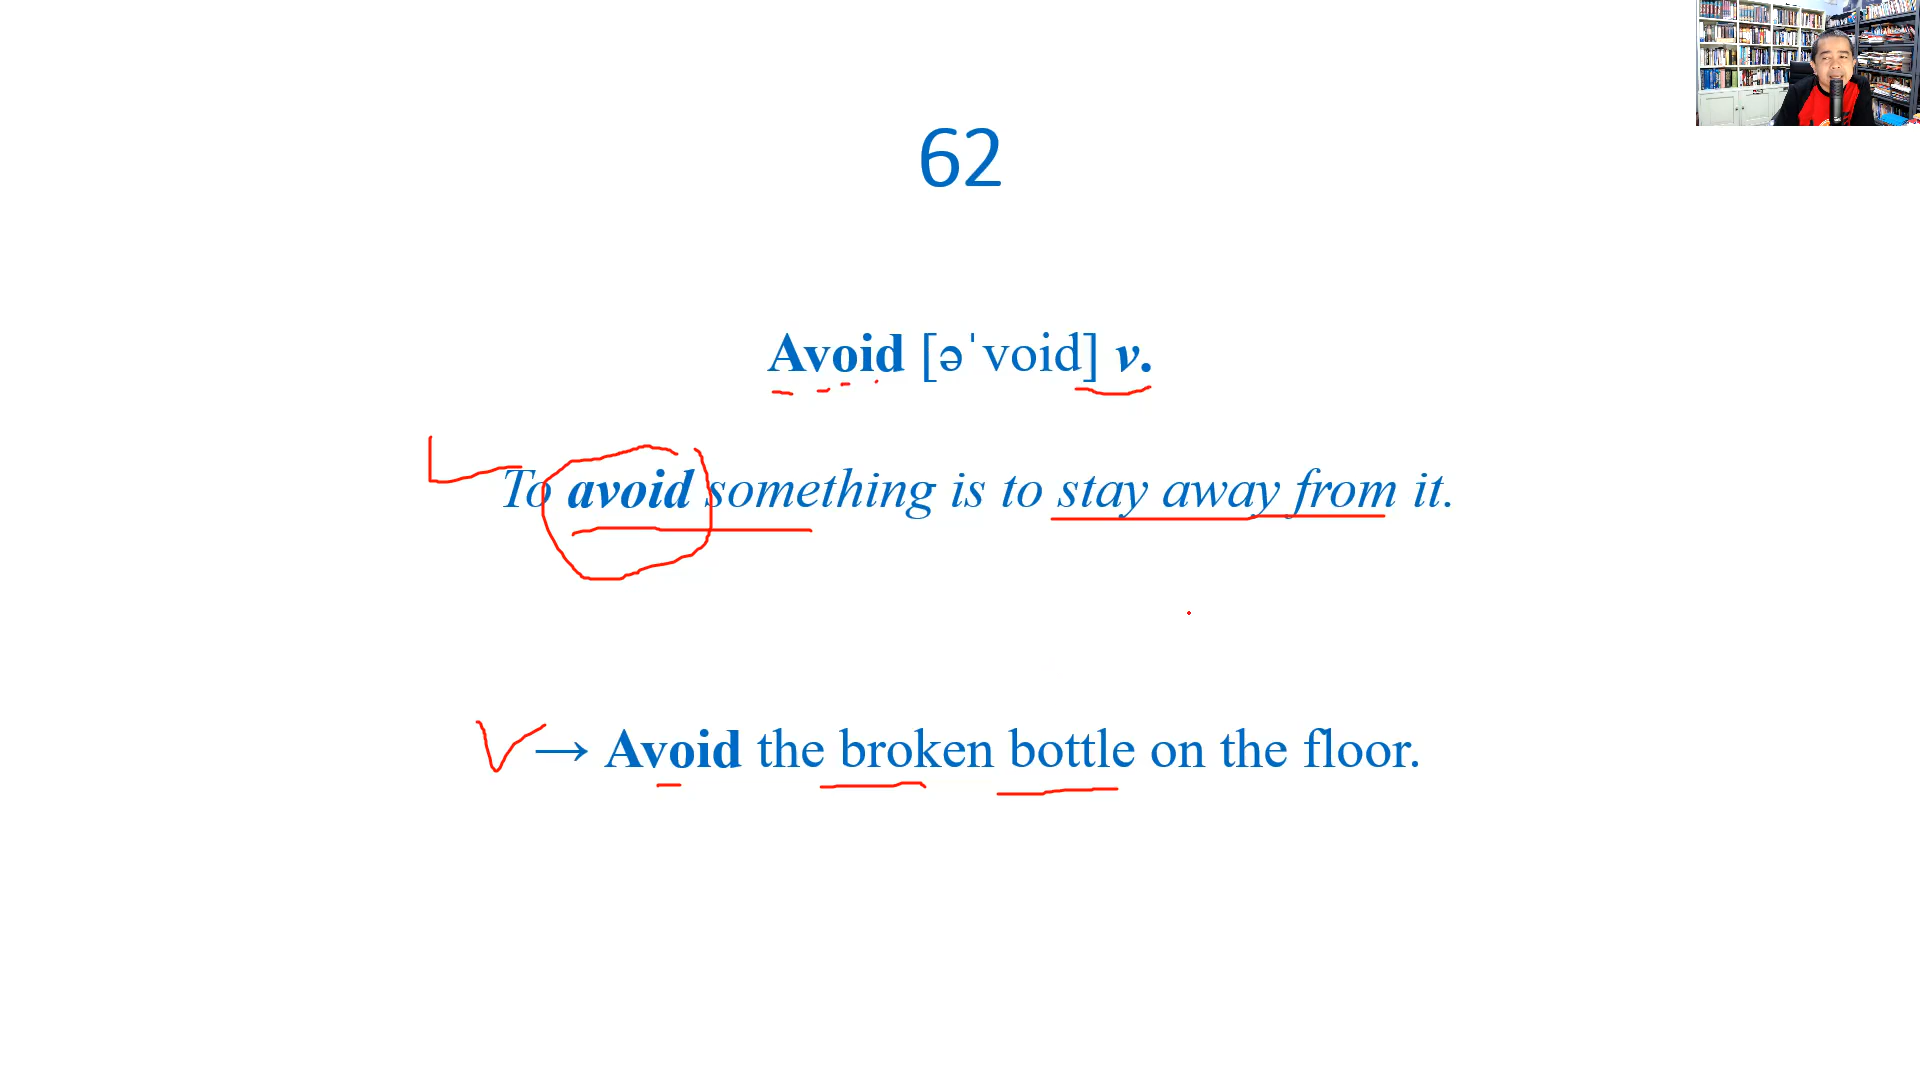 62
Avoid [əˈvoid] v.
To avoid something is to stay away from it.
→ Avoid the broken bottle on the floor.